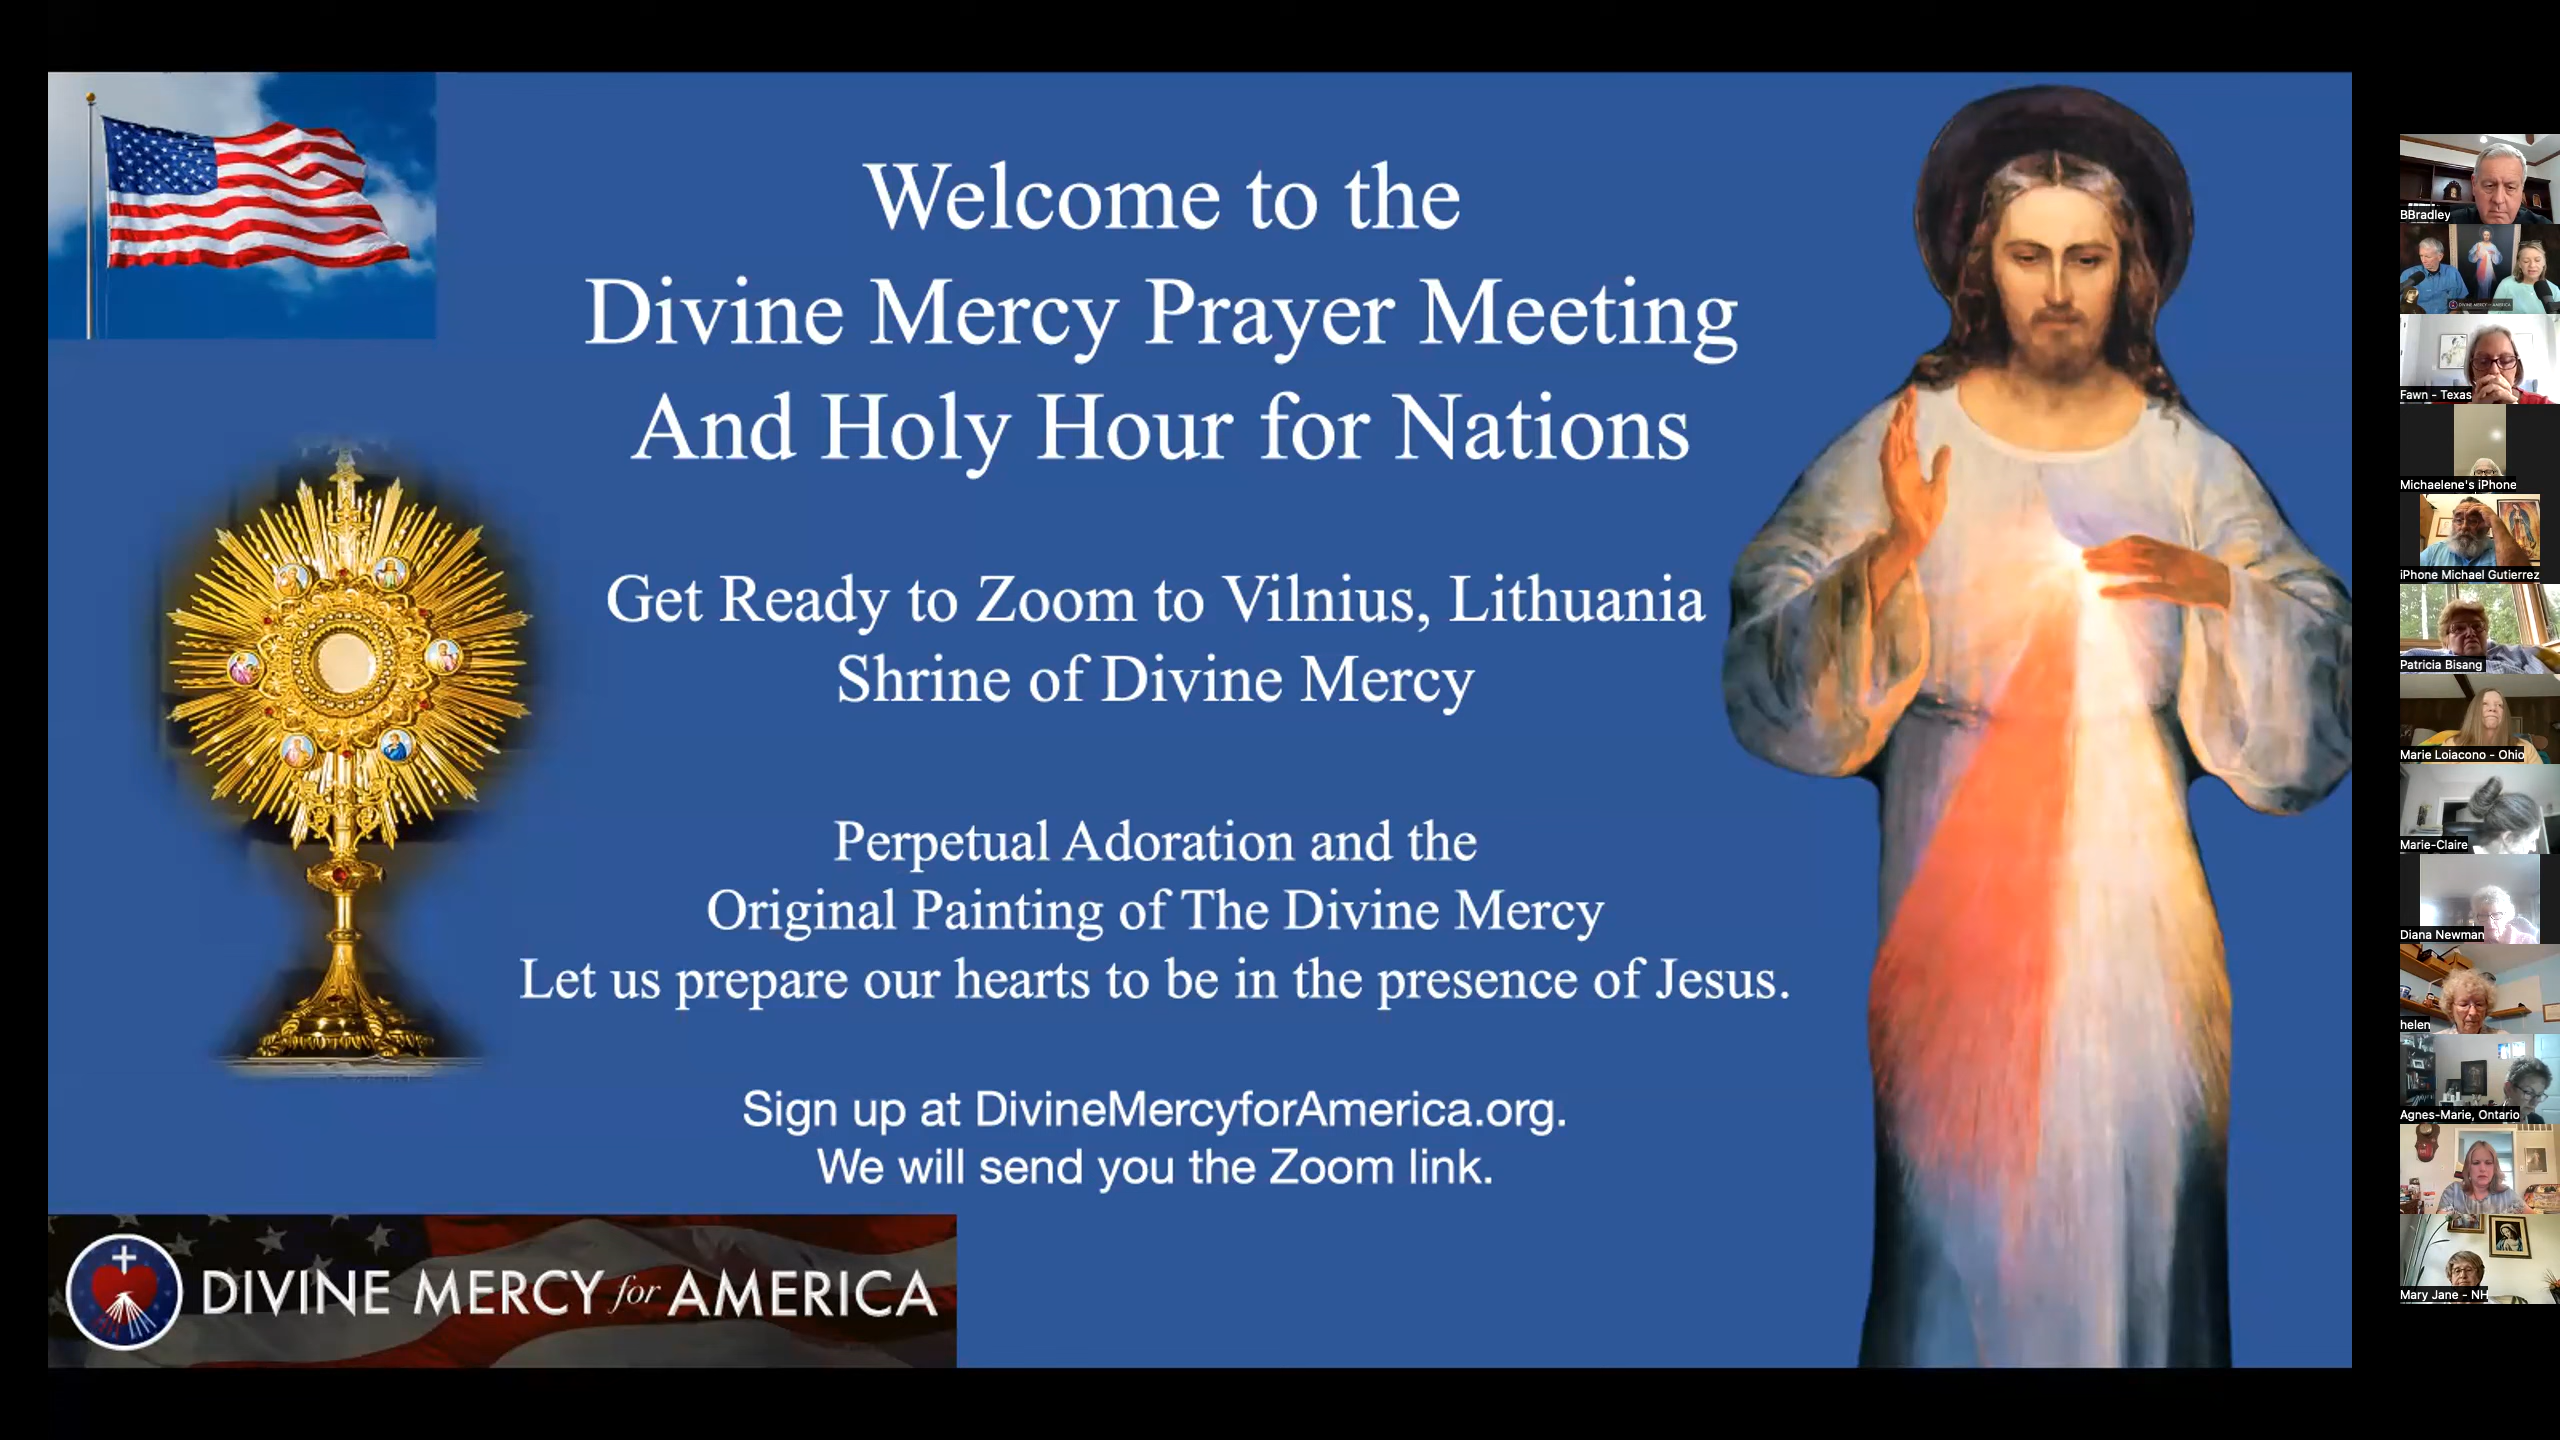 Welcome to the
Divine Mercy Prayer Meeting
And Holy Hour for Nations
Get Ready to Zoom to Vilnius, Lithuania
Shrine of Divine Mercy
Perpetual Adoration and the
Original Painting of The Divine Mercy
Let us prepare our hearts to be in the presence of Jesus.
Sign up at DivineMercyforAmerica.org.
We will send you the Zoom link.
DIVINE MERCY for AMERICA
BBradley
DIVINE MERCY for AMERICA
Fawn - Texas
Michaelene's iPhone
iPhone Michael Gutierrez
Patricia Bisang
Marie Loiacono - Ohio
Marie-Claire
Diana Newman
helen
Agnes-Marie, Ontario
Mary Jane - NH